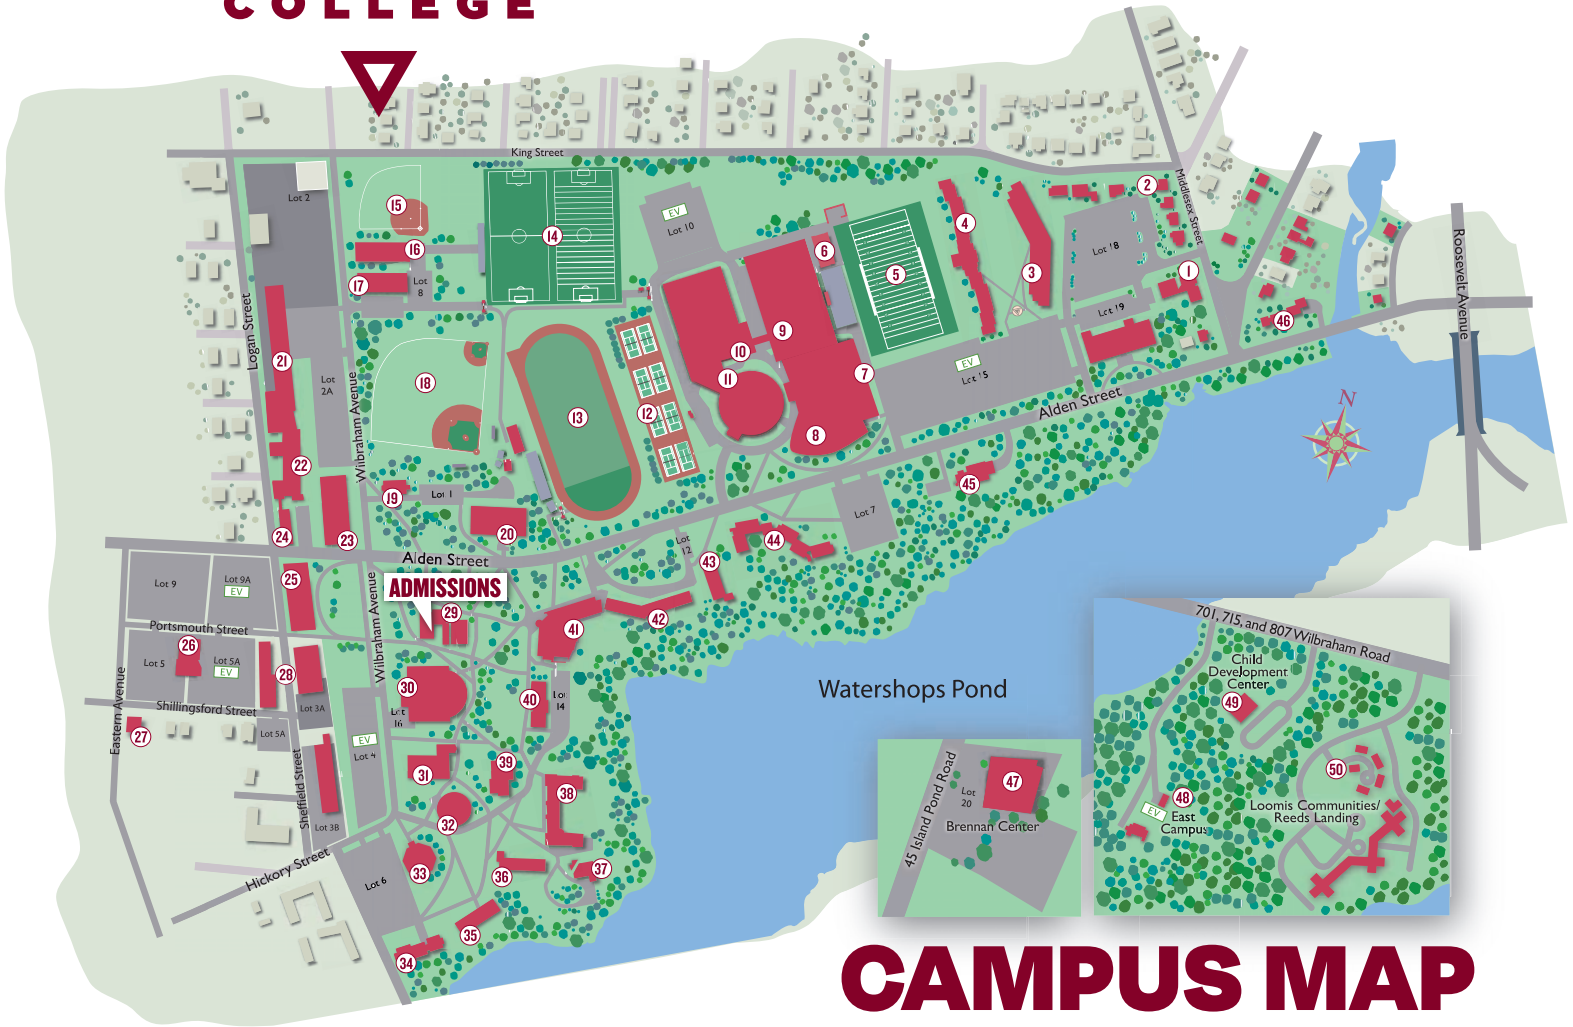 COLLEGE
King Street
Middlesex Street
Roosevelt Avenue
Logan Street
Wilbraham Avenue
Lot 2
15
16
17
Lot
8
14
EV
Lot 10
6
5
4
3
2
Lot 18
1
Lot 19
46
21
Lot
2A
18
13
12
9
10
11
7
8
EV
Lot 15
Alden Street
N
22
19
Lot 1
20
45
Lot 7
24
23
Alden Street
Lot
12
44
43
Lot 9
Lot 9A
EV
25
Wilbraham Avenue
ADMISSIONS
29
42
41
Portsmouth Street
26
Lot 5
Lot 5A
EV
28
30
Lot
16
40
Lot
14
Shillingsford Street
Lot 3A
Eastern Avenue
27
Lot 5A
EV
Lot 4
31
39
38
Sheffield Street
Lot 3B
32
Hickory Street
33
36
37
Lot 6
35
34
Watershops Pond
45 Island Pond Road
47
Lot
20
Brennan Center
701, 715, and 807 Wilbraham Road
Child
Development
Center
49
50
48
EV
East
Campus
Loomis Communities/
Reeds Landing
CAMPUS MAP